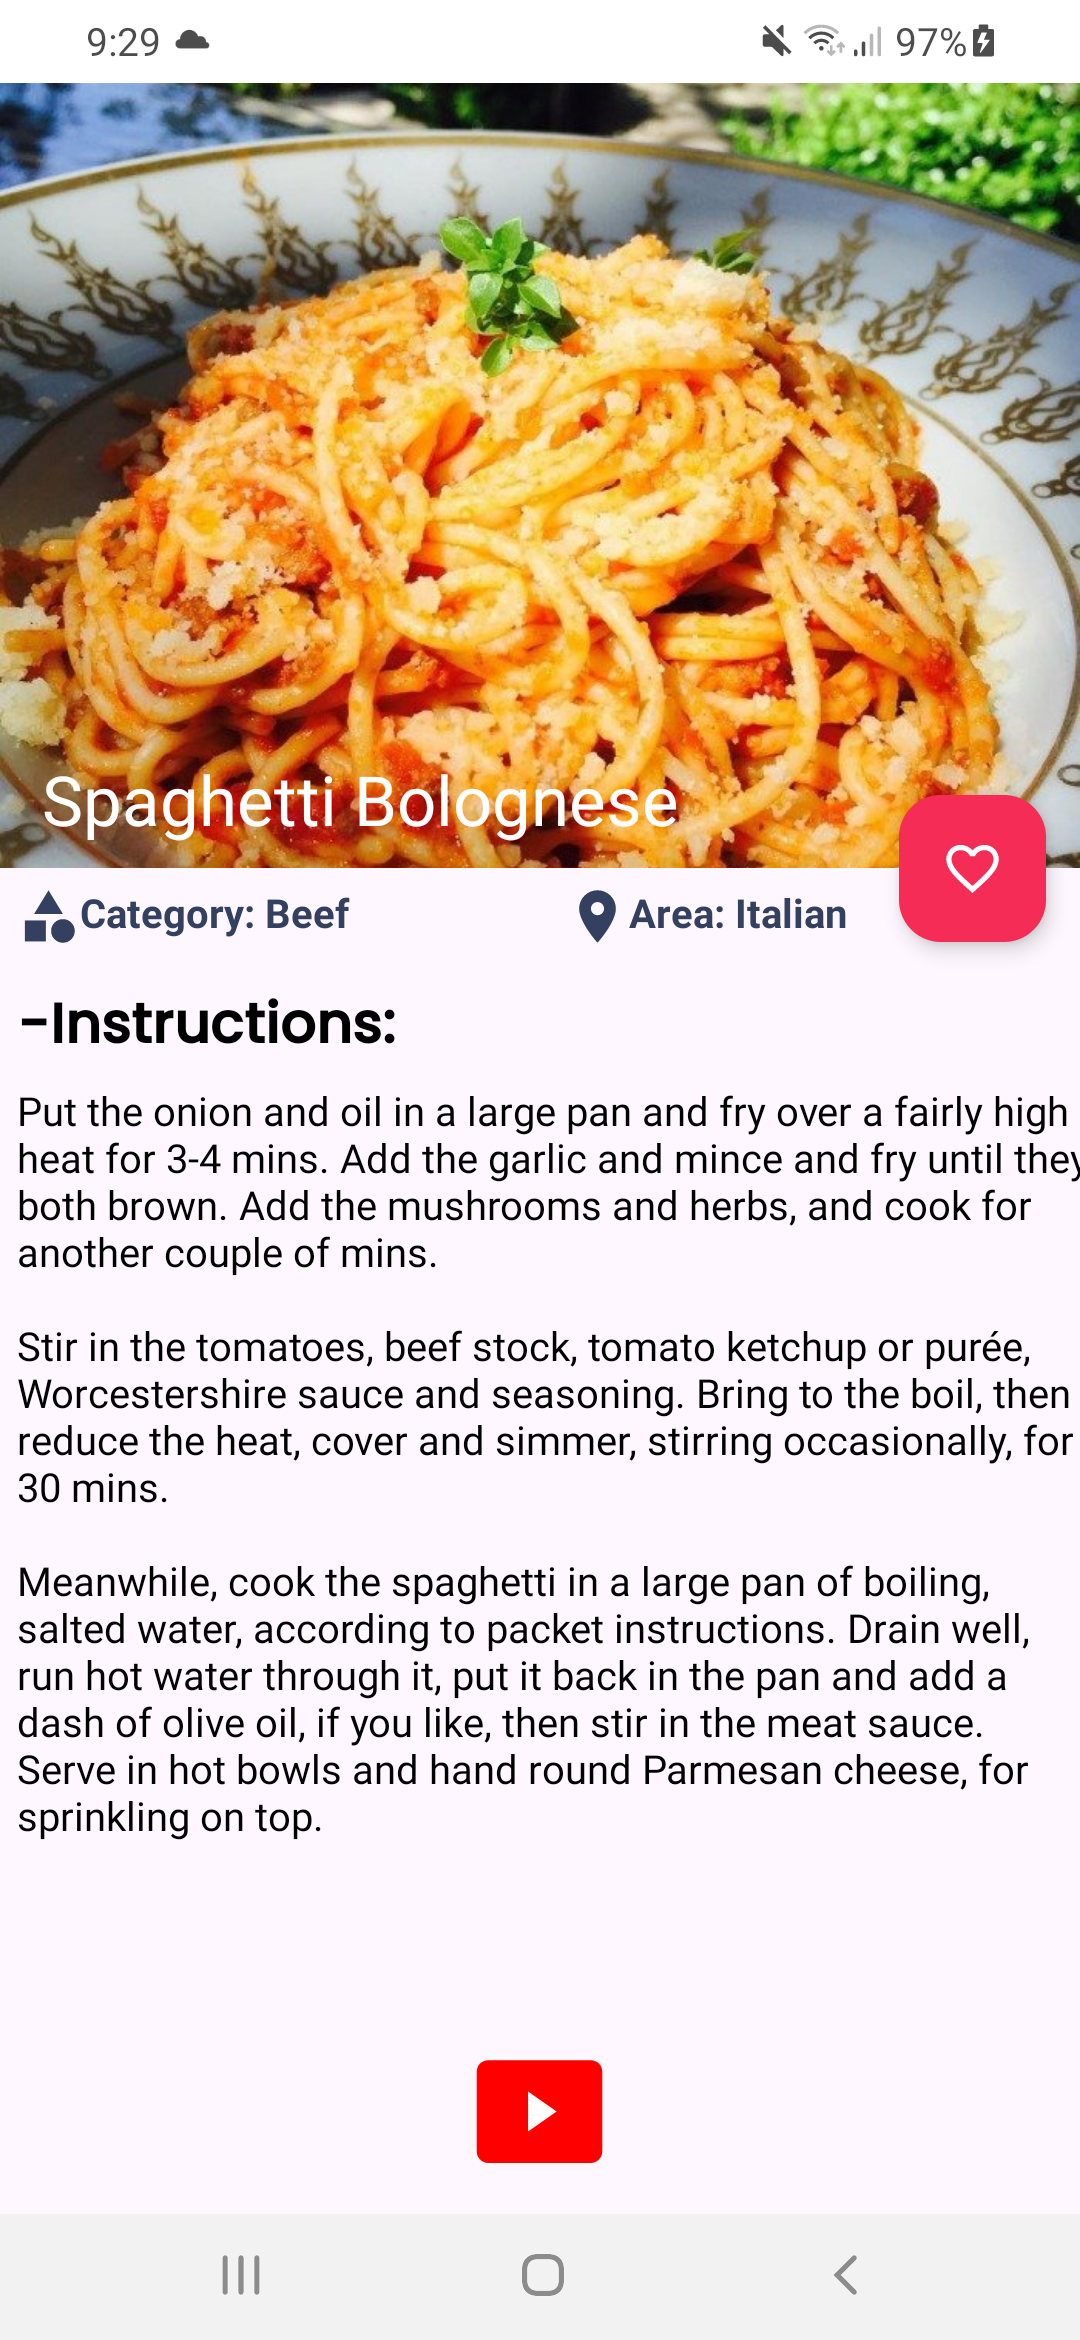 9:29
97%
Spaghetti Bolognese
Category: Beef
Area: Italian
-Instructions:
Put the onion and oil in a large pan and fry over a fairly high
heat for 3-4 mins. Add the garlic and mince and fry until they
both brown. Add the mushrooms and herbs, and cook for
another couple of mins.
Stir in the tomatoes, beef stock, tomato ketchup or purée,
Worcestershire sauce and seasoning. Bring to the boil, then
reduce the heat, cover and simmer, stirring occasionally, for
30 mins.
Meanwhile, cook the spaghetti in a large pan of boiling,
salted water, according to packet instructions. Drain well,
run hot water through it, put it back in the pan and add a
dash of olive oil, if you like, then stir in the meat sauce.
Serve in hot bowls and hand round Parmesan cheese, for
sprinkling on top.